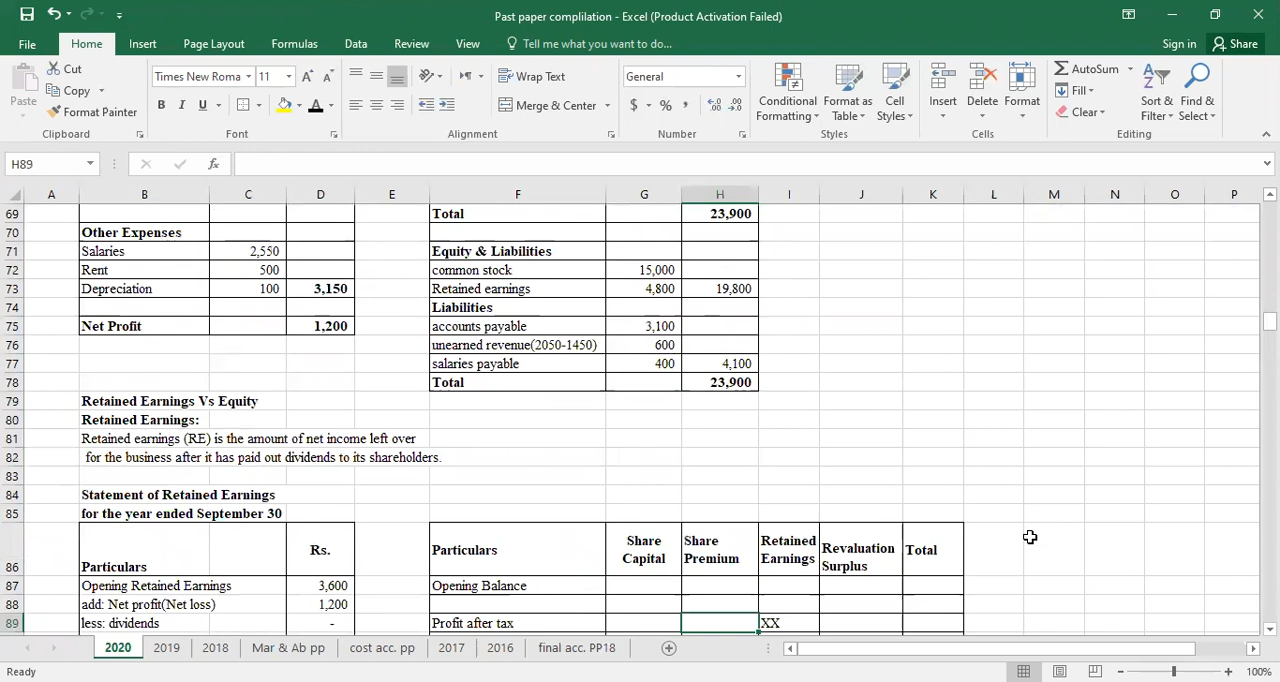 Past paper complilation - Excel (Product Activation Failed)
File Home Insert Page Layout Formulas Data Review View Tell me what you want to do... Sign in Share
Paste
Cut
Copy
Format Painter
Clipboard
Times New Roma 11
B I U
Font
Wrap Text
Merge & Center
Alignment
General
$ % ,
Number
Conditional Formatting
Format as Table
Cell Styles
Styles
Insert Delete Format
Cells
AutoSum
Fill
Clear
Sort & Filter
Find & Select
Editing
H89 fx
A B C D E F G H I J K L M N O P
69 Total 23,900
70 Other Expenses
71 Salaries 2,550 Equity & Liabilities
72 Rent 500 common stock 15,000
73 Depreciation 100 3,150 Retained earnings 4,800 19,800
74 Liabilities
75 Net Profit 1,200 accounts payable 3,100
76 unearned revenue(2050-1450) 600
77 salaries payable 400 4,100
78 Total 23,900
79 Retained Earnings Vs Equity
80 Retained Earnings:
81 Retained earnings (RE) is the amount of net income left over
82 for the business after it has paid out dividends to its shareholders.
83
84 Statement of Retained Earnings
85 for the year ended September 30
86 Particulars Rs. Particulars Share Capital Share Premium Retained Earnings Revaluation Surplus Total
87 Opening Retained Earnings 3,600 Opening Balance
88 add: Net profit(Net loss) 1,200
89 less: dividends - Profit after tax XX
2020 2019 2018 Mar & Ab pp cost acc. pp 2017 2016 final acc. PP18
Ready 100%